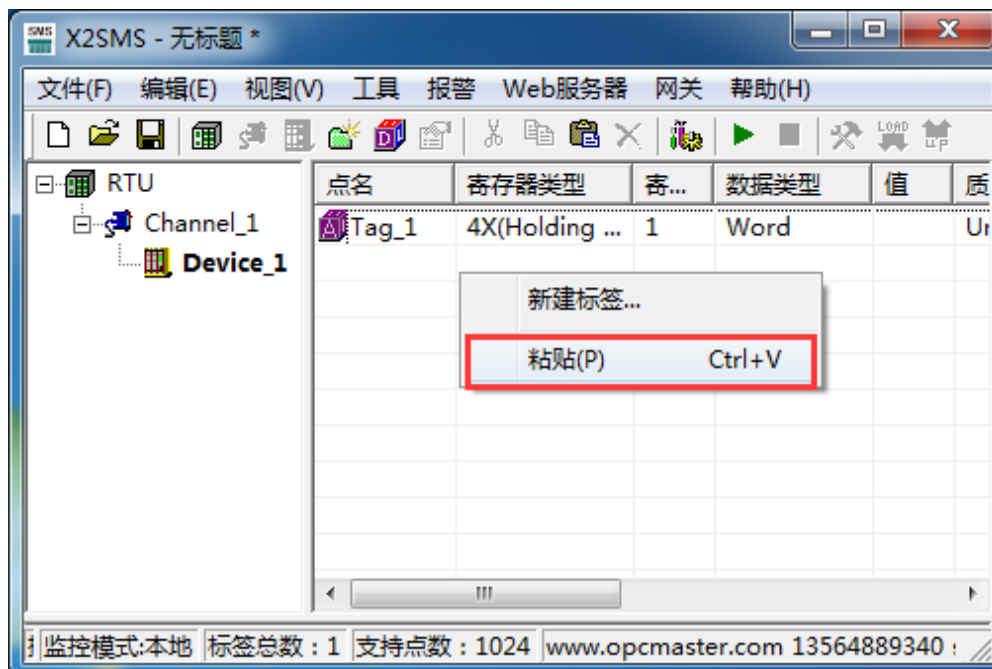 SMS X2SMS - 无标题 *
文件(F) 编辑(E) 视图(V) 工具 报警 Web服务器 网关 帮助(H)
LOAD UP
RTU
Channel_1
Device_1
点名 寄存器类型 寄... 数据类型 值 质
Tag_1 4X(Holding ... 1 Word
新建标签...
粘贴(P) Ctrl+V
监控模式:本地 标签总数：1 支持点数：1024 www.opcmaster.com 13564889340